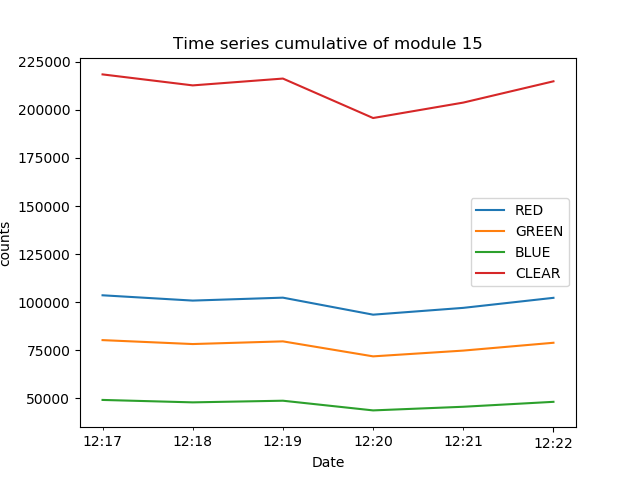 Time series cumulative of module 15
225000
200000
175000
150000
125000
100000
75000
50000
counts
RED
GREEN
BLUE
CLEAR
12:17 12:18 12:19 12:20 12:21 12:22
Date